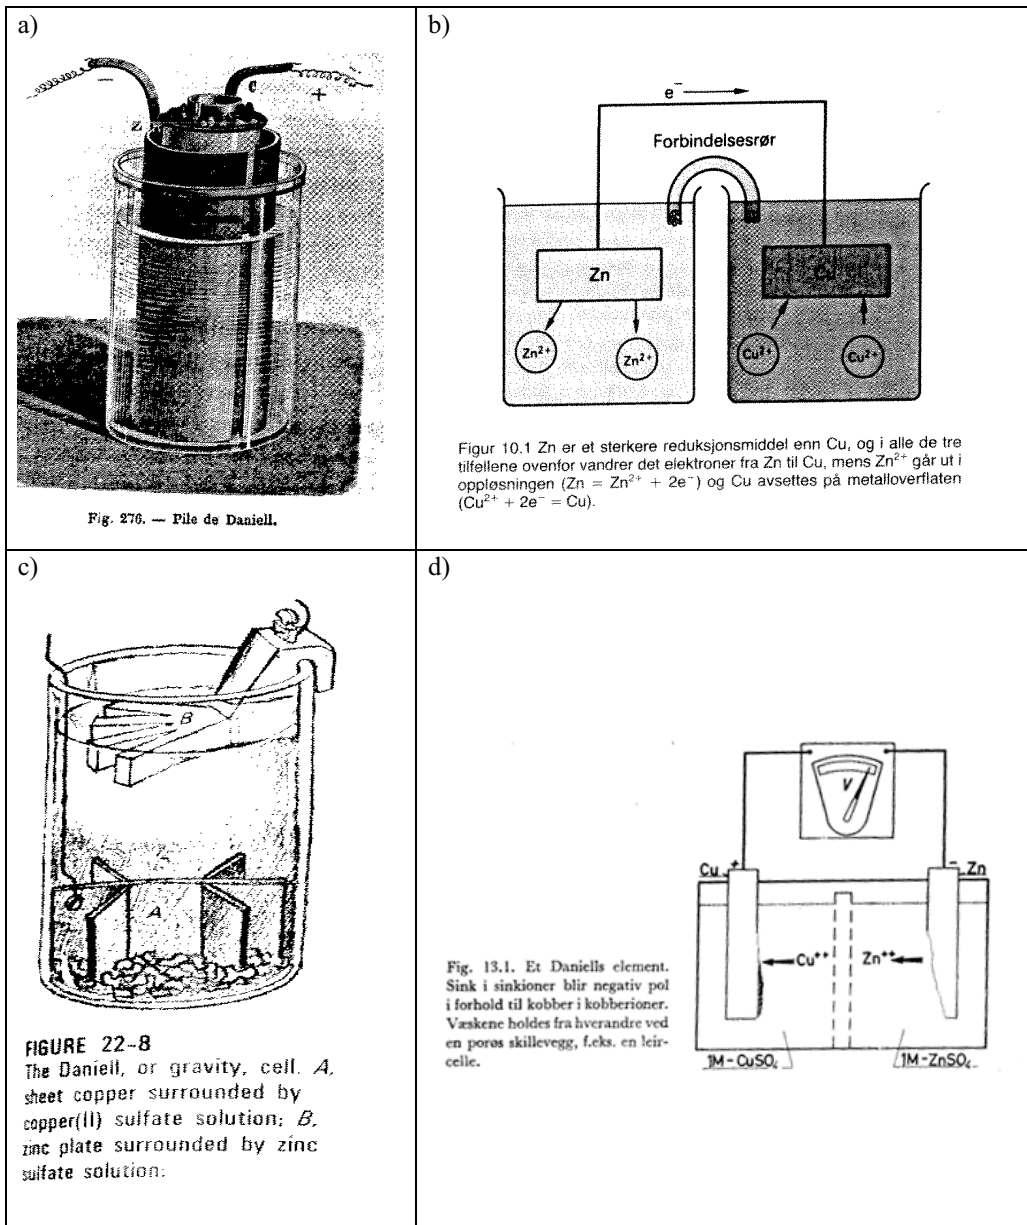 a)
−
C
+
Z
Fig. 276. — Pile de Daniell.
b)
e⁻
Forbindelsesrør
Zn
Cu
Zn²⁺
Zn²⁺
Cu²⁺
Cu²⁺
Figur 10.1 Zn er et sterkere reduksjonsmiddel enn Cu, og i alle de tre
tilfellene ovenfor vandrer det elektroner fra Zn til Cu, mens Zn²⁺ går ut i
oppløsningen (Zn = Zn²⁺ + 2e⁻) og Cu avsettes på metalloverflaten
(Cu²⁺ + 2e⁻ = Cu).
c)
B
A
FIGURE 22-8
The Daniell, or gravity, cell. A,
sheet copper surrounded by
copper(II) sulfate solution; B,
zinc plate surrounded by zinc
sulfate solution.
d)
V
Cu
+
−
Zn
Cu⁺⁺
Zn⁺⁺
1M-CuSO₄
1M-ZnSO₄
Fig. 13.1. Et Daniells element.
Sink i sinkioner blir negativ pol
i forhold til kobber i kobberioner.
Væskene holdes fra hverandre ved
en porøs skillevegg, f.eks. en leir-
celle.